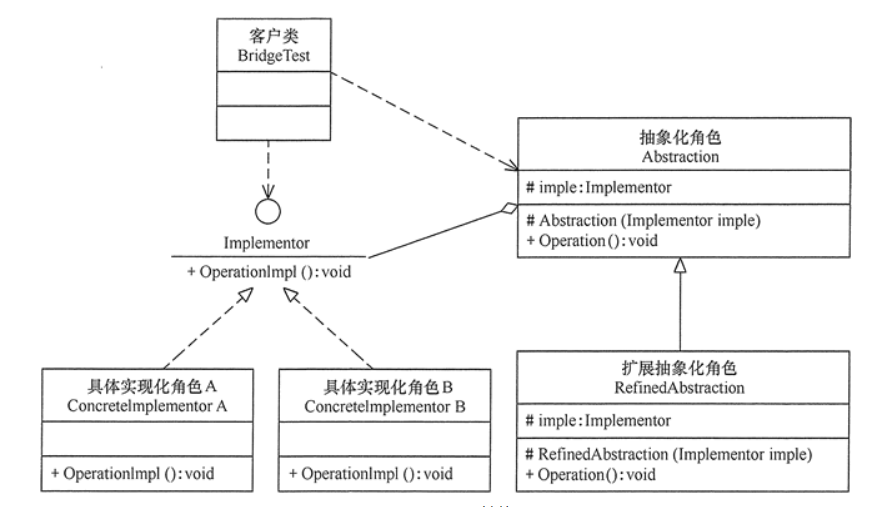 客户类
BridgeTest
抽象化角色
Abstraction
# imple:Implementor
# Abstraction (Implementor imple)
+ Operation():void
Implementor
+ OperationImpl ():void
具体实现化角色A
ConcreteImplementor A
+ OperationImpl ():void
具体实现化角色B
ConcreteImplementor B
+ OperationImpl ():void
扩展抽象化角色
RefinedAbstraction
# imple:Implementor
# RefinedAbstraction (Implementor imple)
+ Operation():void